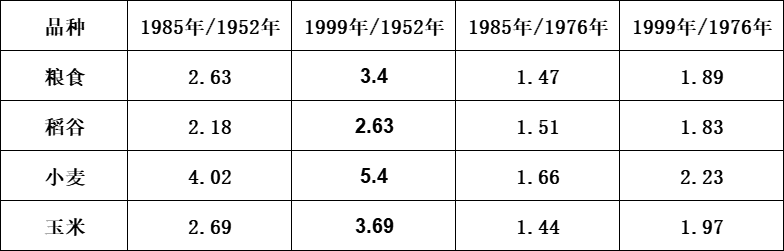 品种 1985年/1952年 1999年/1952年 1985年/1976年 1999年/1976年
粮食 2.63 3.4 1.47 1.89
稻谷 2.18 2.63 1.51 1.83
小麦 4.02 5.4 1.66 2.23
玉米 2.69 3.69 1.44 1.97